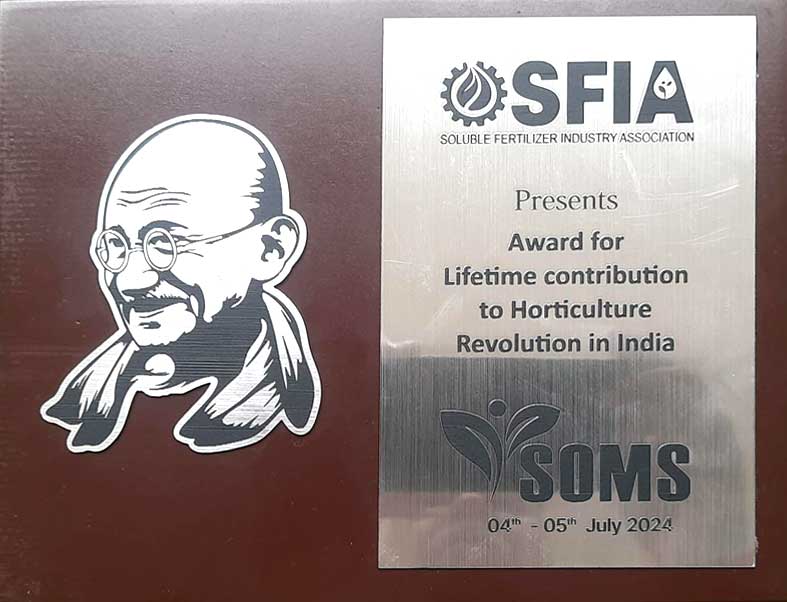 SFIA
SOLUBLE FERTILIZER INDUSTRY ASSOCIATION
Presents
Award for
Lifetime contribution
to Horticulture
Revolution in India
SOMS
04th - 05th July 2024